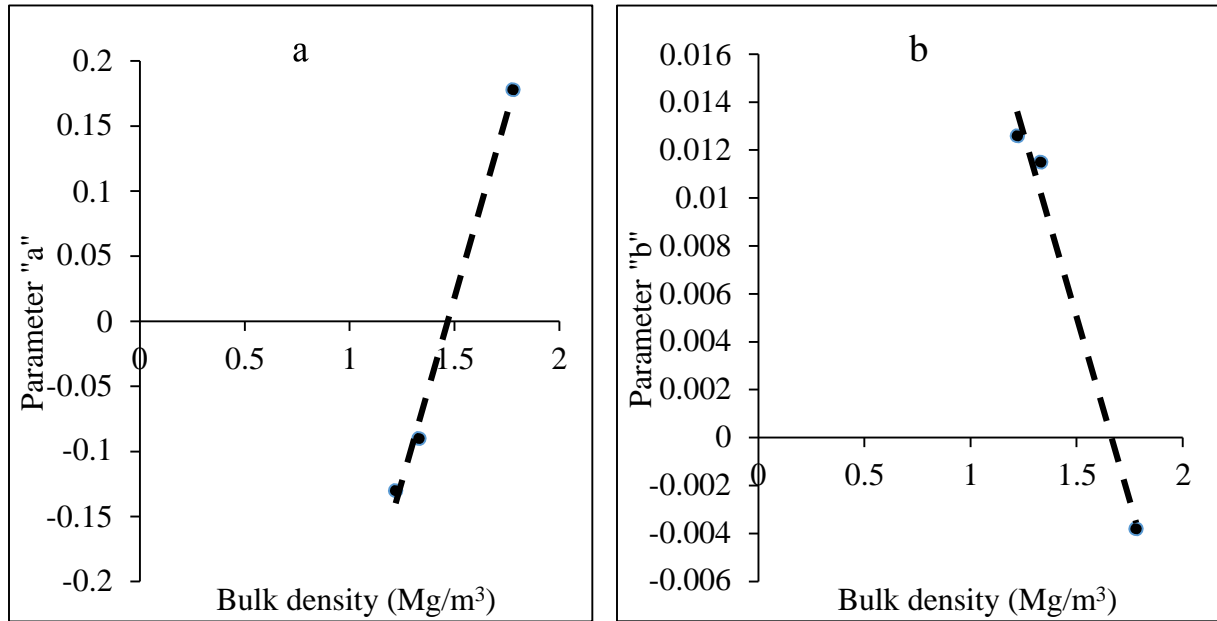 a
0.2
0.15
0.1
0.05
0
-0.05
-0.1
-0.15
-0.2
0 0.5 1 1.5 2
Parameter "a"
Bulk density (Mg/m³)
b
0.016
0.014
0.012
0.01
0.008
0.006
0.004
0.002
0
-0.002
-0.004
-0.006
0 0.5 1 1.5 2
Parameter "b"
Bulk density (Mg/m³)